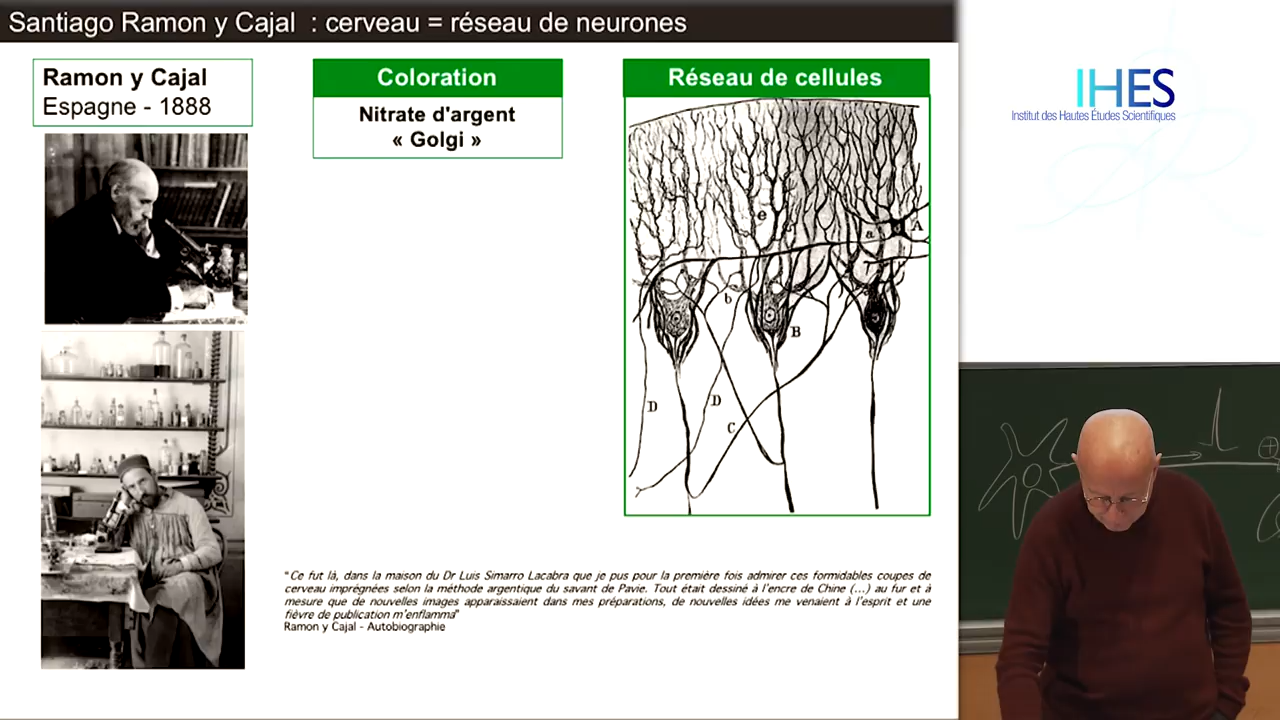 Santiago Ramon y Cajal : cerveau = réseau de neurones
Ramon y Cajal
Espagne - 1888
Coloration
Nitrate d'argent
« Golgi »
Réseau de cellules
e
a
A
b
B
D
D
C
"Ce fut là, dans la maison du Dr Luis Simarro Lacabra que je pus pour la première fois admirer ces formidables coupes de
cerveau imprégnées selon la méthode argentique du savant de Pavie. Tout était dessiné à l'encre de Chine (...) au fur et à
mesure que de nouvelles images apparaissaient dans mes préparations, de nouvelles idées me venaient à l'esprit et une
fièvre de publication m'enflamma"
Ramon y Cajal - Autobiographie
IHES
Institut des Hautes Études Scientifiques